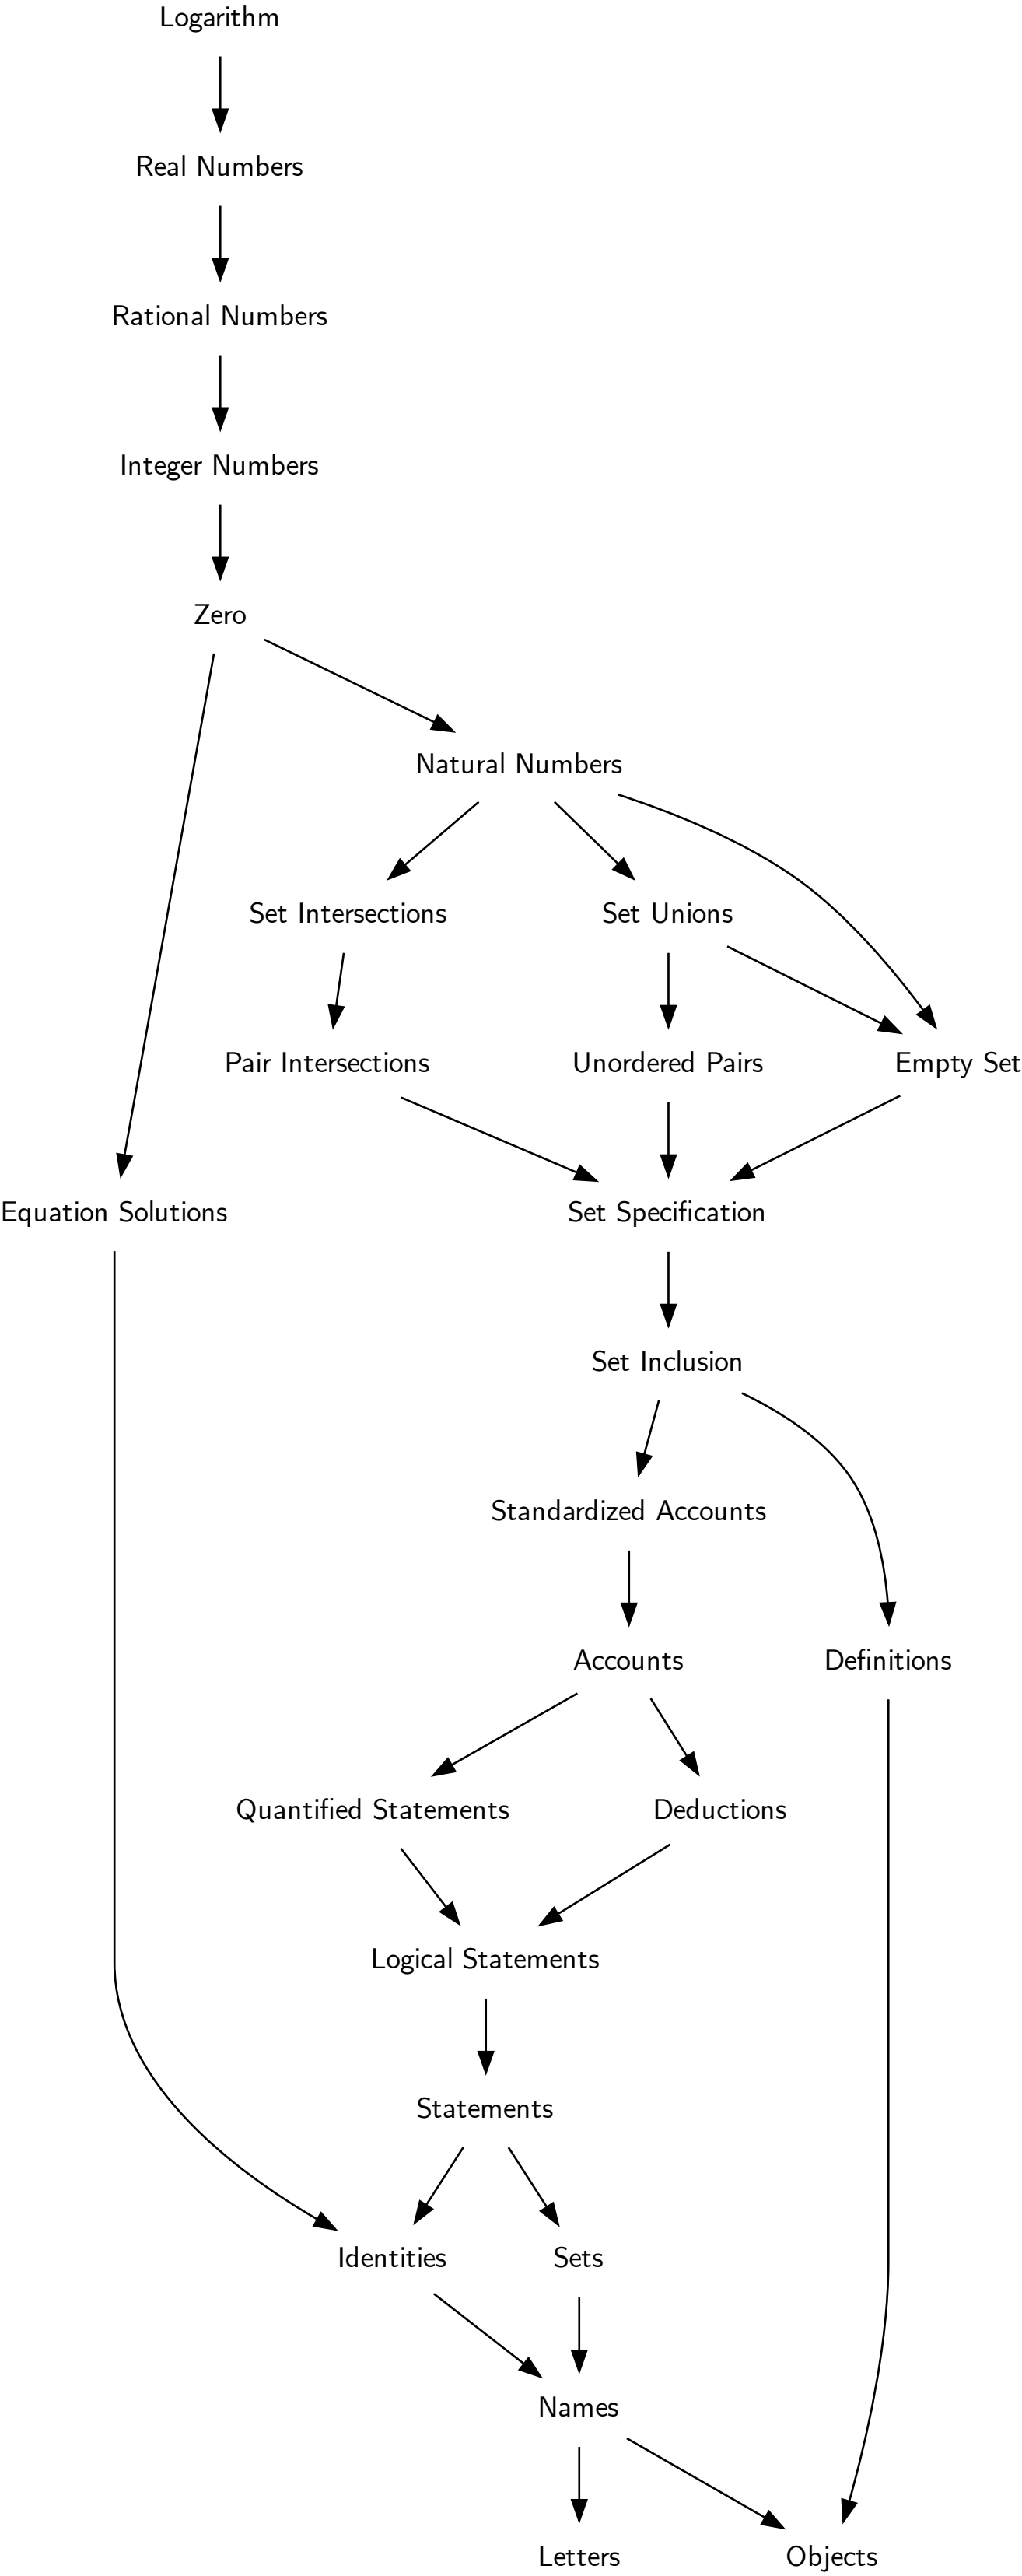 Logarithm
Real Numbers
Rational Numbers
Integer Numbers
Zero
Natural Numbers
Set Intersections
Set Unions
Pair Intersections
Unordered Pairs
Empty Set
Equation Solutions
Set Specification
Set Inclusion
Standardized Accounts
Accounts
Definitions
Quantified Statements
Deductions
Logical Statements
Statements
Identities
Sets
Names
Letters
Objects